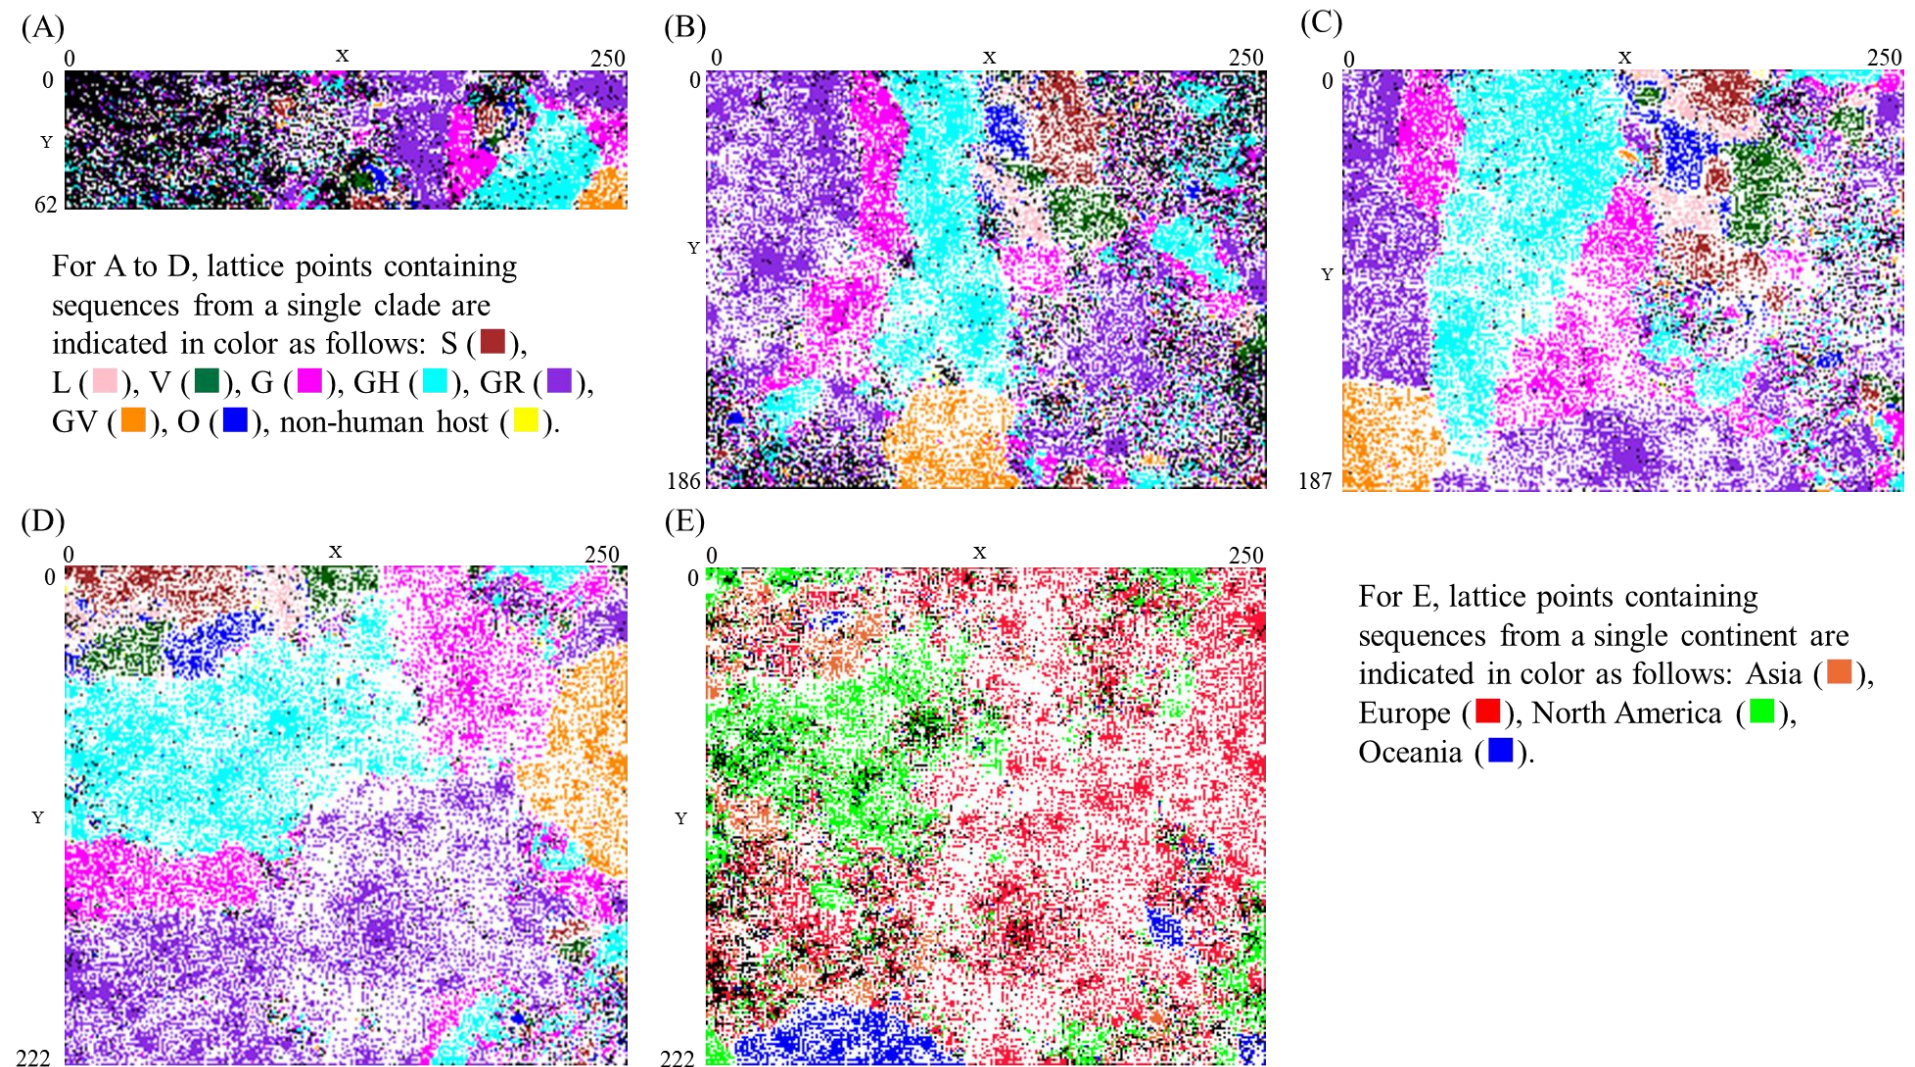 (A)
0
X
250
0
Y
62
(B)
0
X
250
0
Y
186
(C)
0
X
250
0
Y
187
For A to D, lattice points containing
sequences from a single clade are
indicated in color as follows: S ( ),
L ( ), V ( ), G ( ), GH ( ), GR ( ),
GV ( ), O ( ), non-human host ( ).
(D)
0
X
250
0
Y
222
(E)
0
X
250
0
Y
222
For E, lattice points containing
sequences from a single continent are
indicated in color as follows: Asia ( ),
Europe ( ), North America ( ),
Oceania ( ).